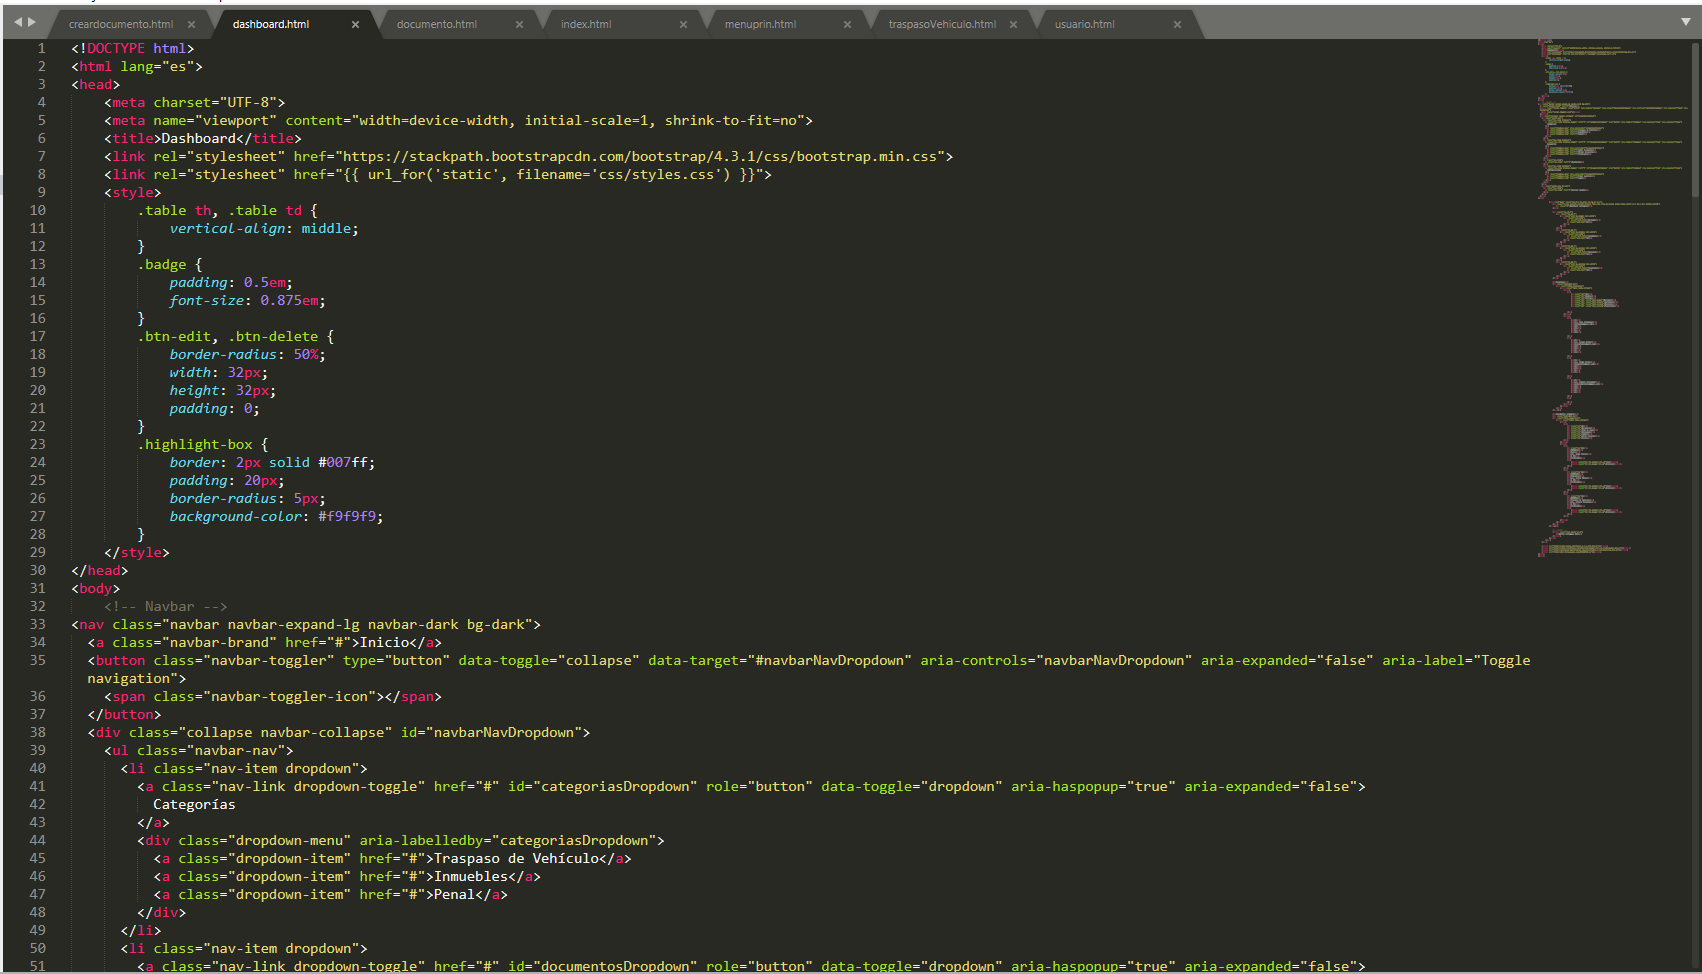 creardocumento.html × dashboard.html × documento.html × index.html × menuprin.html × traspasoVehiculo.html × usuario.html ×
1 <!DOCTYPE html>
2 <html lang="es">
3 <head>
4 <meta charset="UTF-8">
5 <meta name="viewport" content="width=device-width, initial-scale=1, shrink-to-fit=no">
6 <title>Dashboard</title>
7 <link rel="stylesheet" href="https://stackpath.bootstrapcdn.com/bootstrap/4.3.1/css/bootstrap.min.css">
8 <link rel="stylesheet" href="{{ url_for('static', filename='css/styles.css') }}">
9 <style>
10 .table th, .table td {
11 vertical-align: middle;
12 }
13 .badge {
14 padding: 0.5em;
15 font-size: 0.875em;
16 }
17 .btn-edit, .btn-delete {
18 border-radius: 50%;
19 width: 32px;
20 height: 32px;
21 padding: 0;
22 }
23 .highlight-box {
24 border: 2px solid #007ff;
25 padding: 20px;
26 border-radius: 5px;
27 background-color: #f9f9f9;
28 }
29 </style>
30 </head>
31 <body>
32 <!-- Navbar -->
33 <nav class="navbar navbar-expand-lg navbar-dark bg-dark">
34 <a class="navbar-brand" href="#">Inicio</a>
35 <button class="navbar-toggler" type="button" data-toggle="collapse" data-target="#navbarNavDropdown" aria-controls="navbarNavDropdown" aria-expanded="false" aria-label="Toggle
navigation">
36 <span class="navbar-toggler-icon"></span>
37 </button>
38 <div class="collapse navbar-collapse" id="navbarNavDropdown">
39 <ul class="navbar-nav">
40 <li class="nav-item dropdown">
41 <a class="nav-link dropdown-toggle" href="#" id="categoriasDropdown" role="button" data-toggle="dropdown" aria-haspopup="true" aria-expanded="false">
42 Categorías
43 </a>
44 <div class="dropdown-menu" aria-labelledby="categoriasDropdown">
45 <a class="dropdown-item" href="#">Traspaso de Vehículo</a>
46 <a class="dropdown-item" href="#">Inmuebles</a>
47 <a class="dropdown-item" href="#">Penal</a>
48 </div>
49 </li>
50 <li class="nav-item dropdown">
51 <a class="nav-link dropdown-toggle" href="#" id="documentosDropdown" role="button" data-toggle="dropdown" aria-haspopup="true" aria-expanded="false">